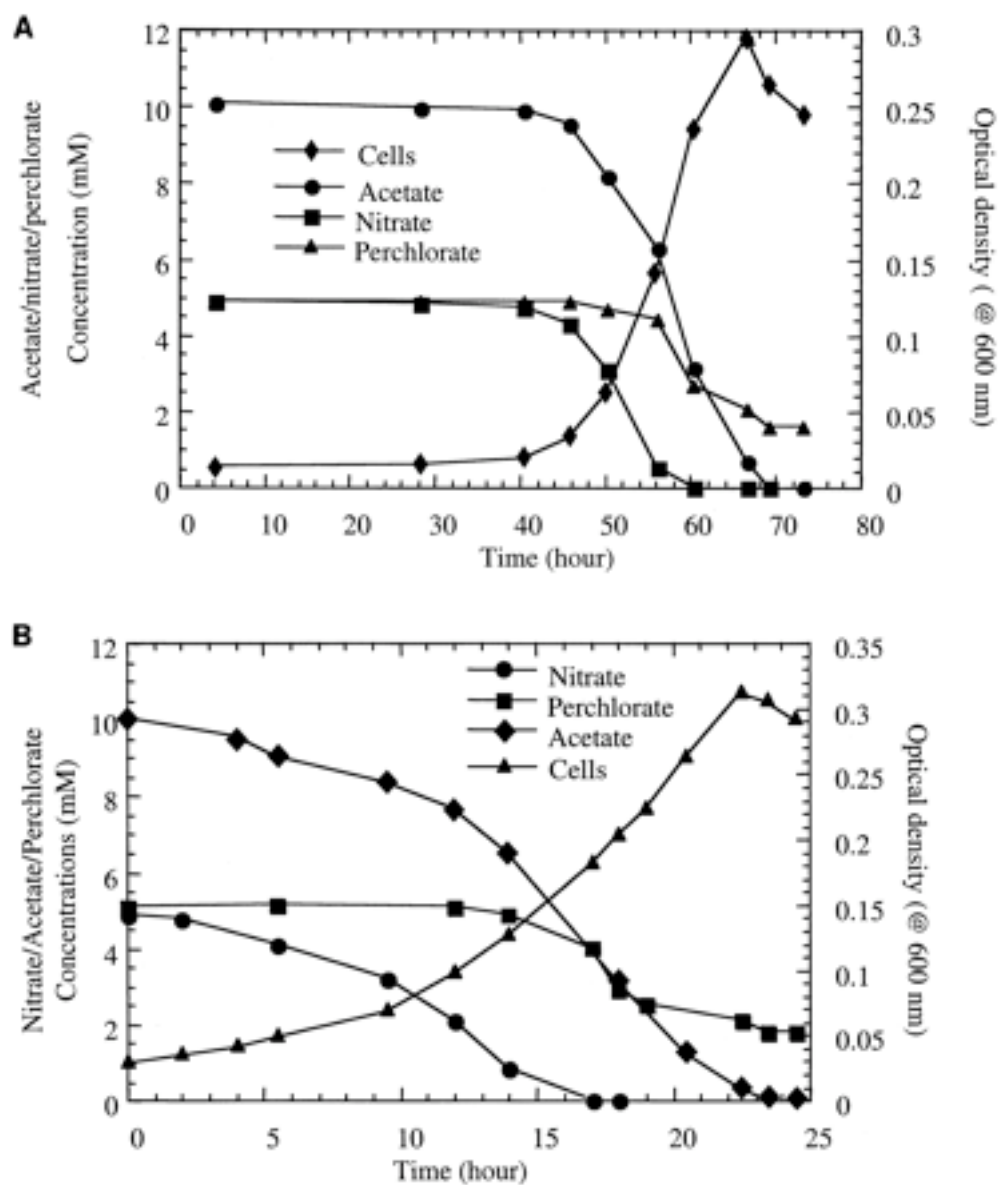 A
Acetate/nitrate/perchlorate
Concentration (mM)
12
10
8
6
4
2
0
Cells
Acetate
Nitrate
Perchlorate
0.3
0.25
0.2
0.15
0.1
0.05
0
Optical density ( @ 600 nm)
0 10 20 30 40 50 60 70 80
Time (hour)
B
Nitrate/Acetate/Perchlorate
Concentrations (mM)
12
10
8
6
4
2
0
Nitrate
Perchlorate
Acetate
Cells
0.35
0.3
0.25
0.2
0.15
0.1
0.05
0
Optical density (@ 600 nm)
0 5 10 15 20 25
Time (hour)